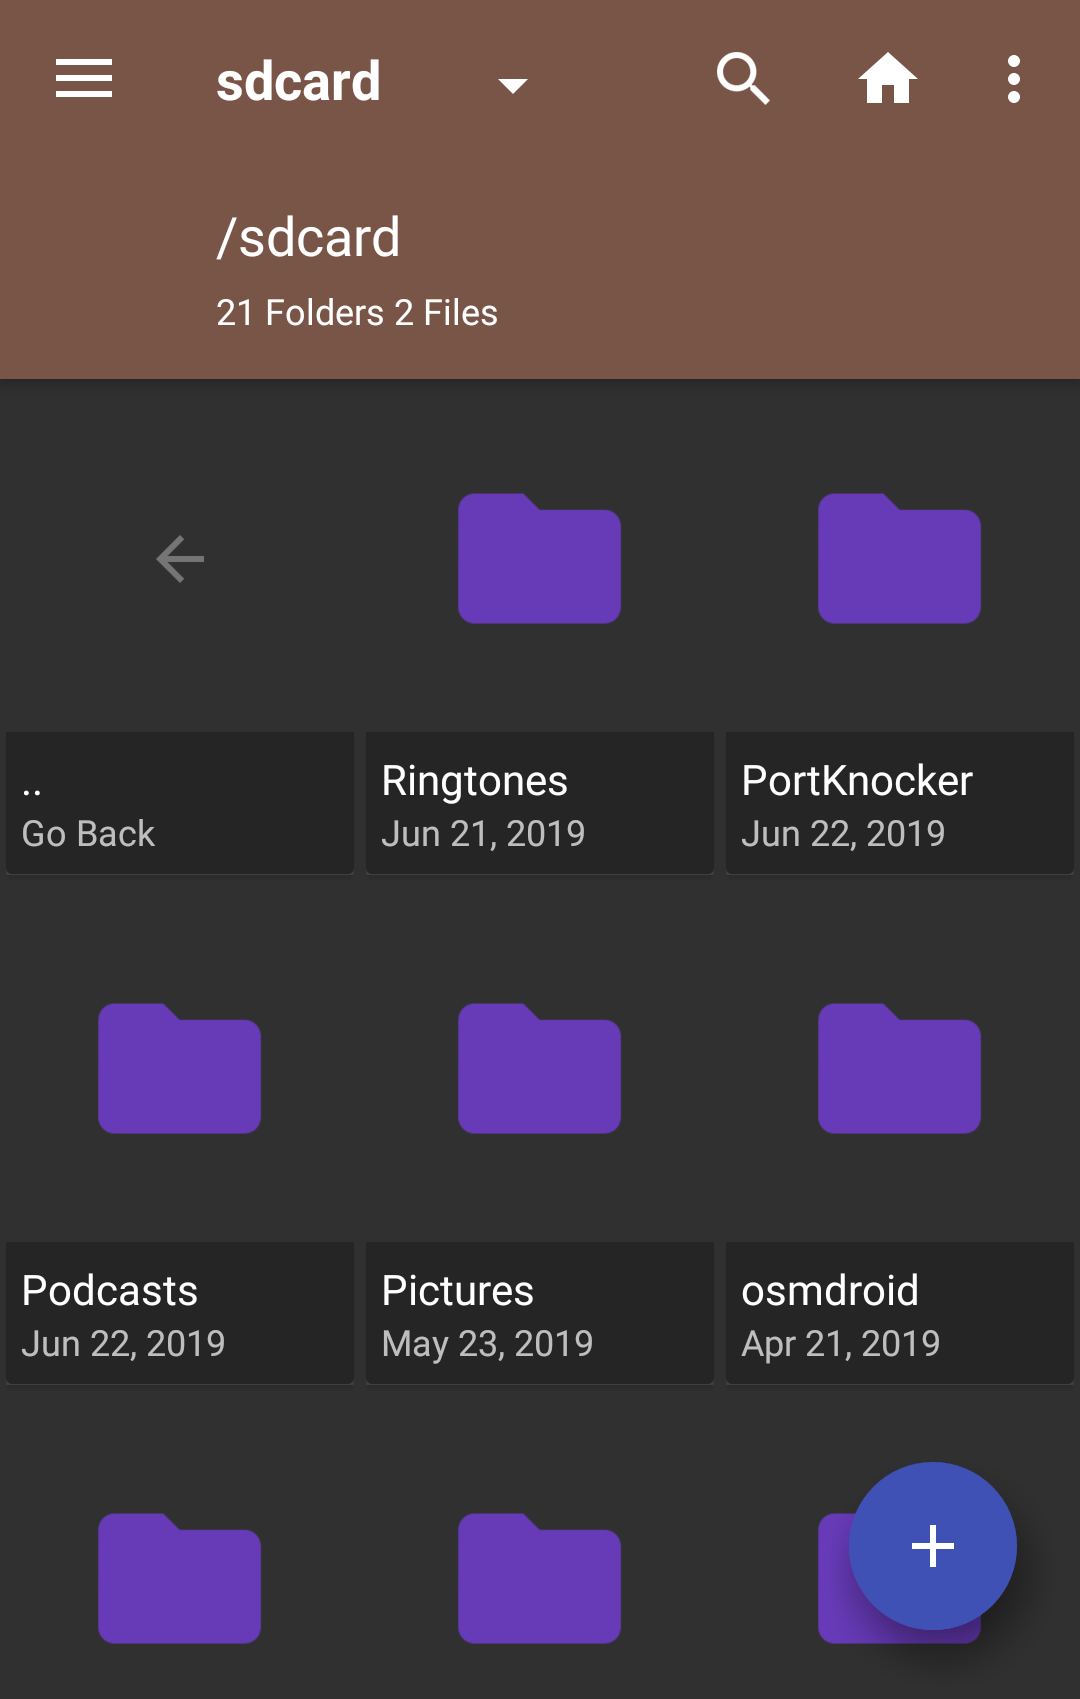 sdcard
/sdcard
21 Folders 2 Files
..
Go Back
Ringtones
Jun 21, 2019
PortKnocker
Jun 22, 2019
Podcasts
Jun 22, 2019
Pictures
May 23, 2019
osmdroid
Apr 21, 2019